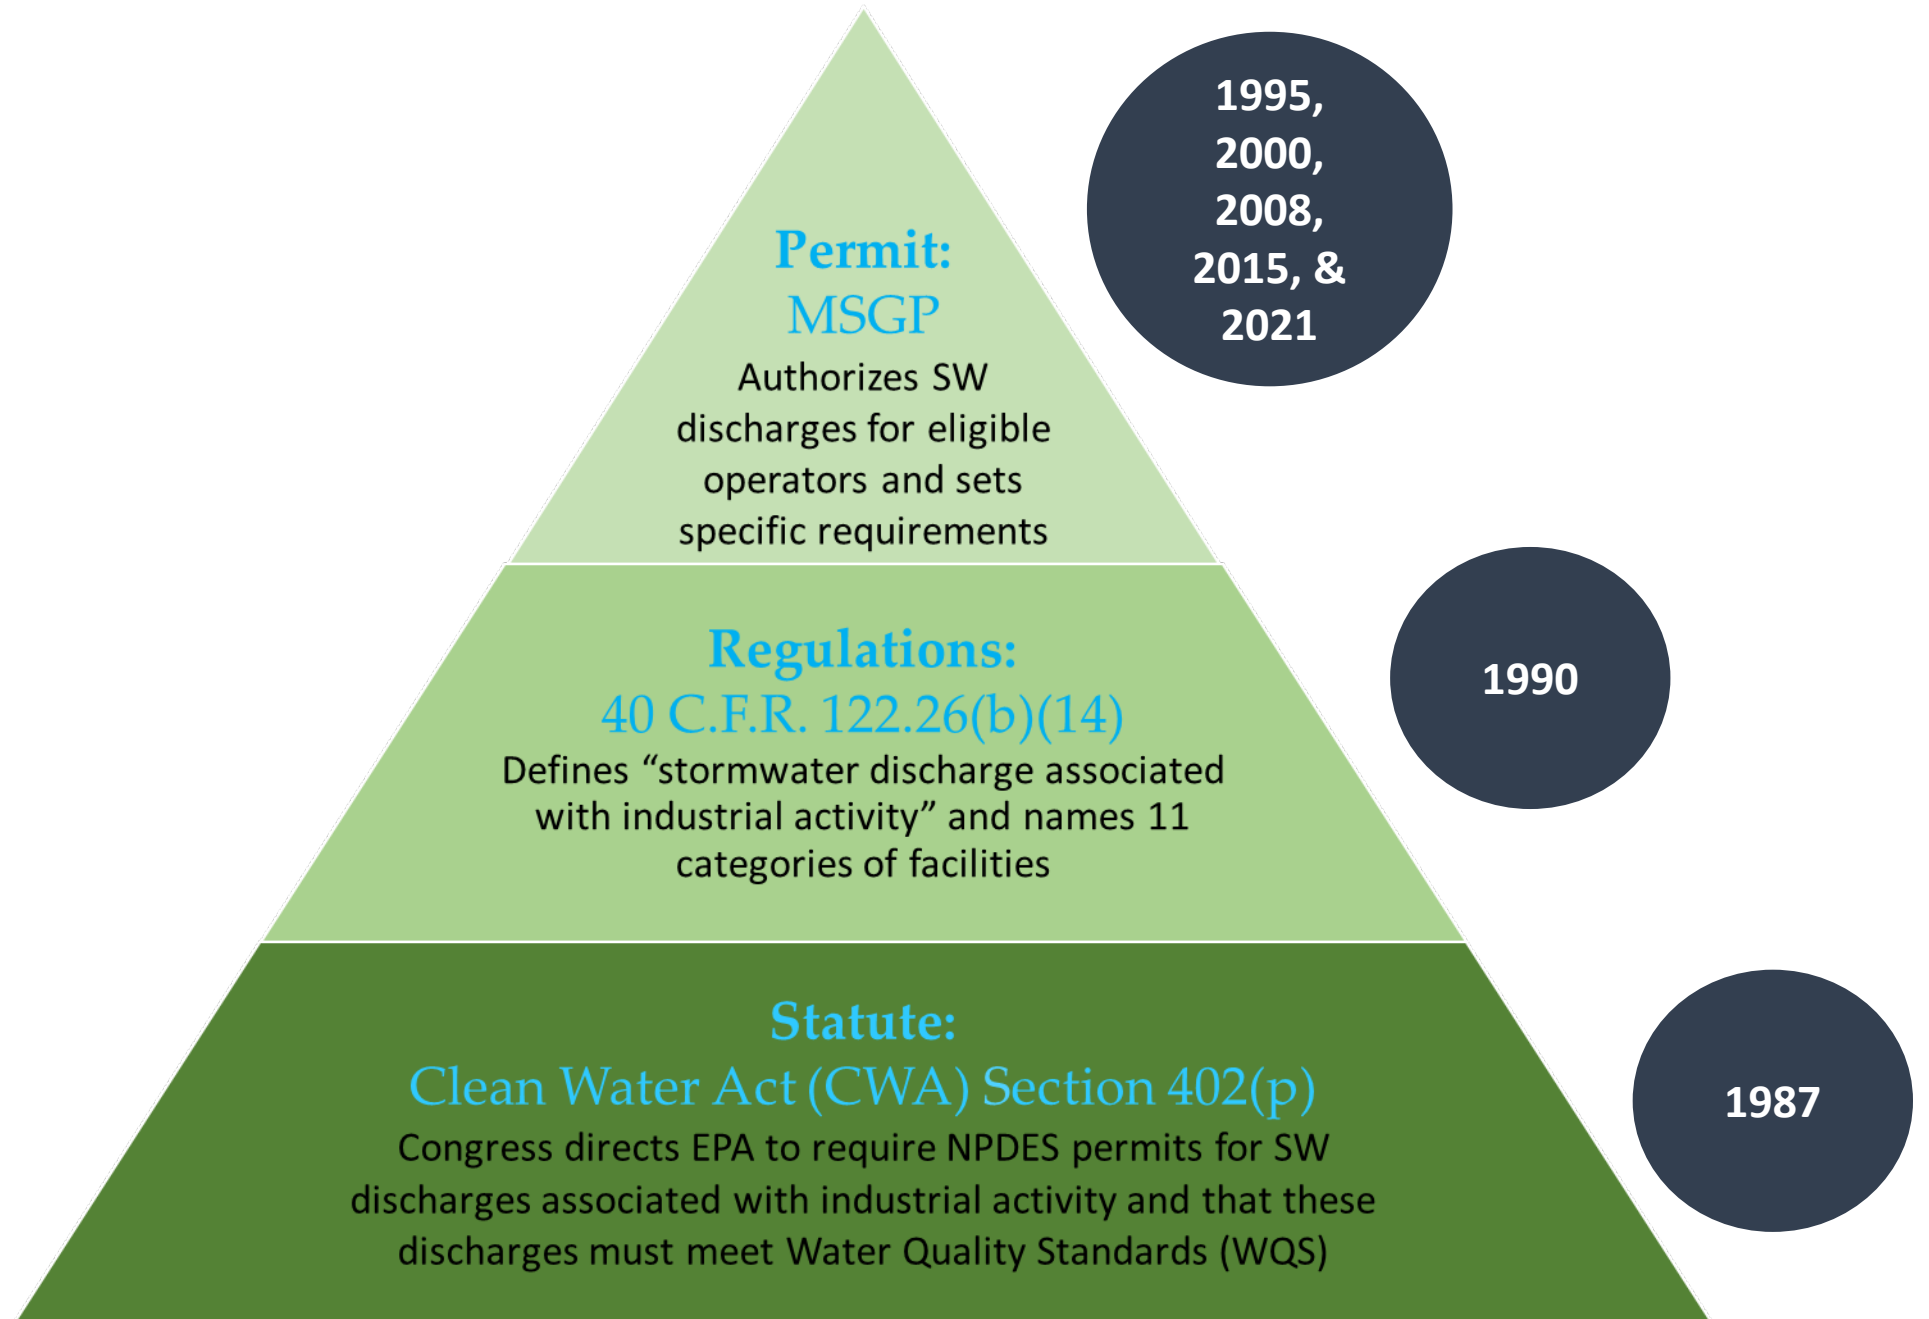 1995,
2000,
2008,
2015, &
2021
Permit:
MSGP
Authorizes SW
discharges for eligible
operators and sets
specific requirements
Regulations:
40 C.F.R. 122.26(b)(14)
Defines “stormwater discharge associated
with industrial activity” and names 11
categories of facilities
1990
Statute:
Clean Water Act (CWA) Section 402(p)
Congress directs EPA to require NPDES permits for SW
discharges associated with industrial activity and that these
discharges must meet Water Quality Standards (WQS)
1987